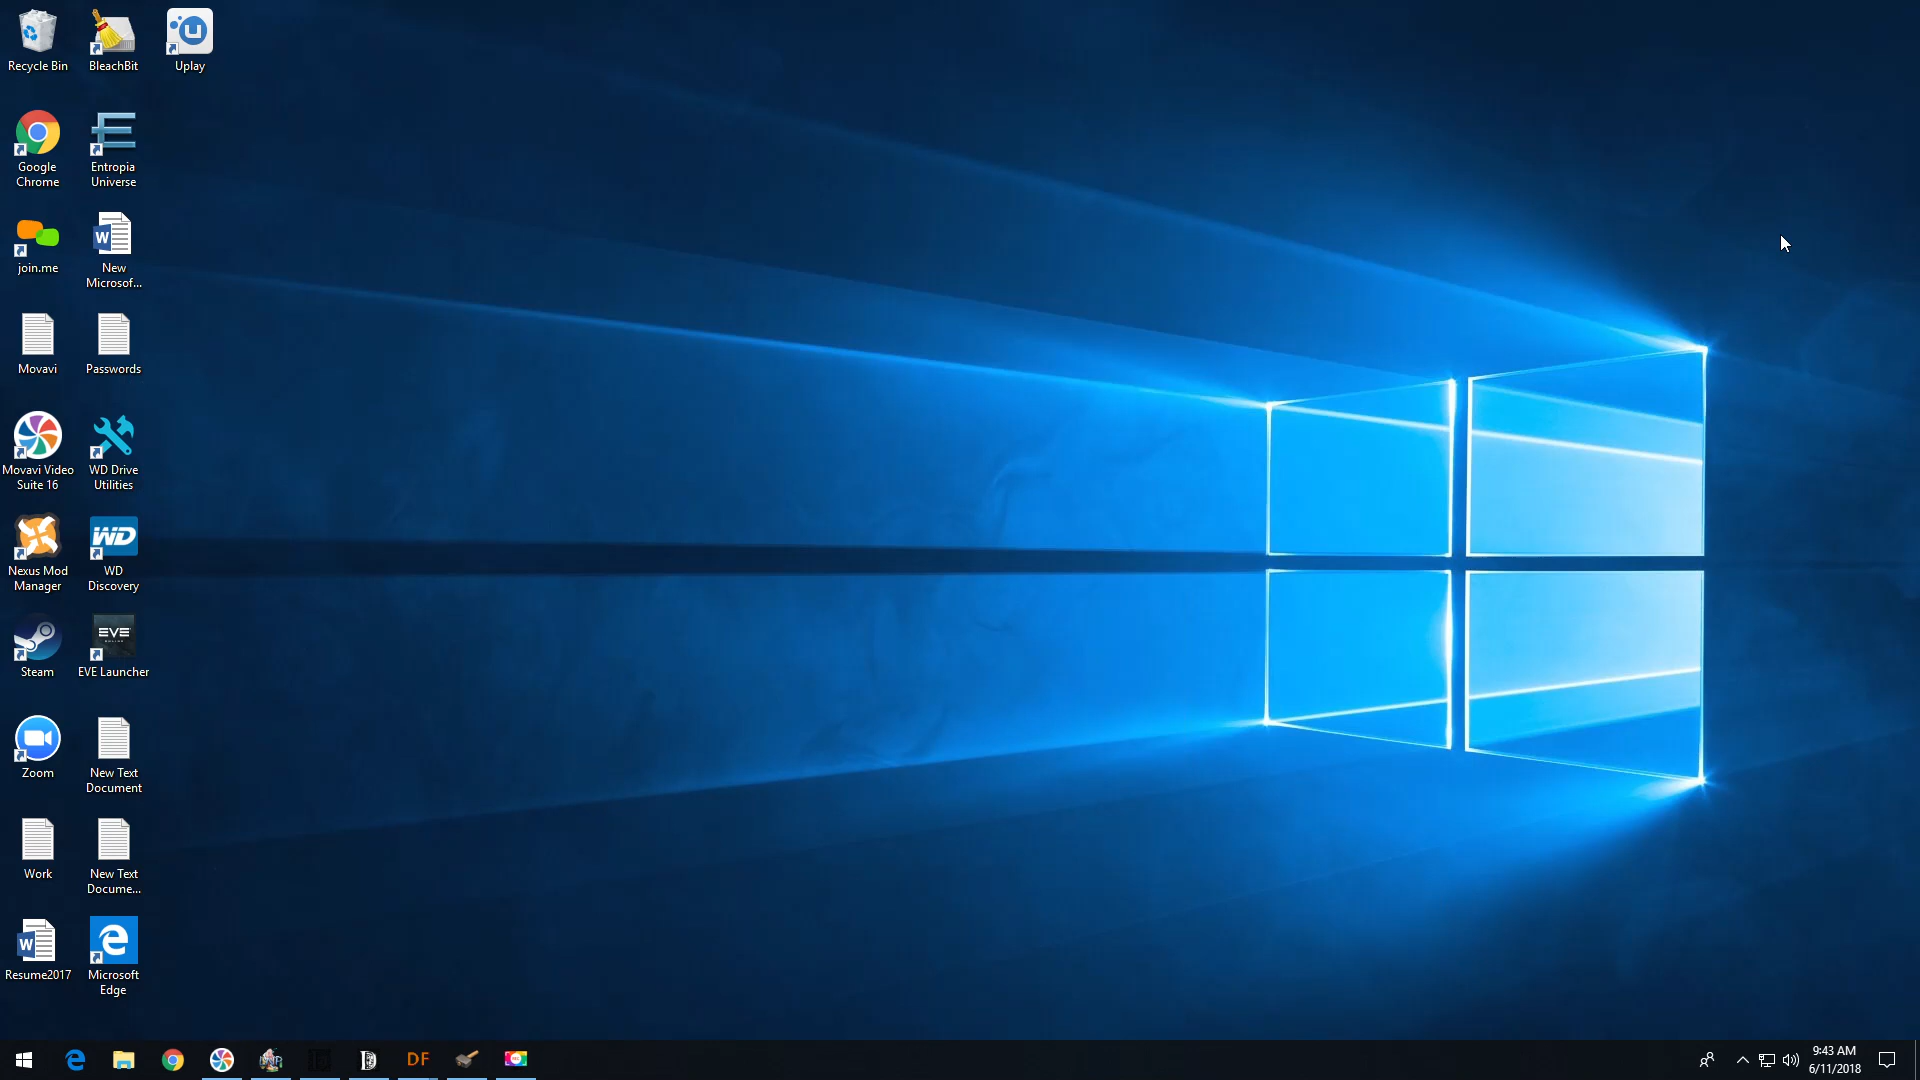 Recycle Bin
BleachBit
Uplay
Google
Chrome
Entropia
Universe
join.me
W
New
Microsof...
Movavi
Passwords
Movavi Video
Suite 16
WD Drive
Utilities
Nexus Mod
Manager
WD
WD
Discovery
Steam
EVE
EVE Launcher
Zoom
New Text
Document
Work
New Text
Docume...
W
Resume2017
Microsoft
Edge
DF
9:43 AM
6/11/2018